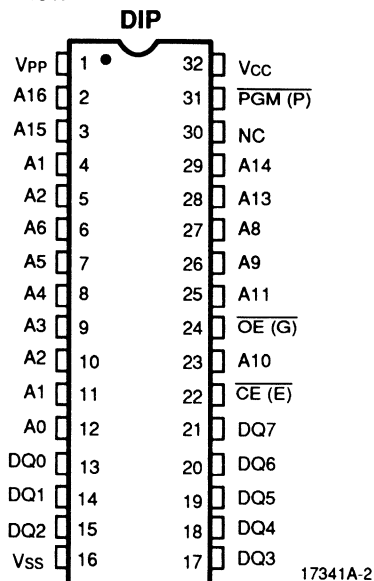 DIP
VPP 1 32 VCC
A16 2 31 PGM (P)
A15 3 30 NC
A1 4 29 A14
A2 5 28 A13
A6 6 27 A8
A5 7 26 A9
A4 8 25 A11
A3 9 24 OE (G)
A2 10 23 A10
A1 11 22 CE (E)
A0 12 21 DQ7
DQ0 13 20 DQ6
DQ1 14 19 DQ5
DQ2 15 18 DQ4
VSS 16 17 DQ3
17341A-2